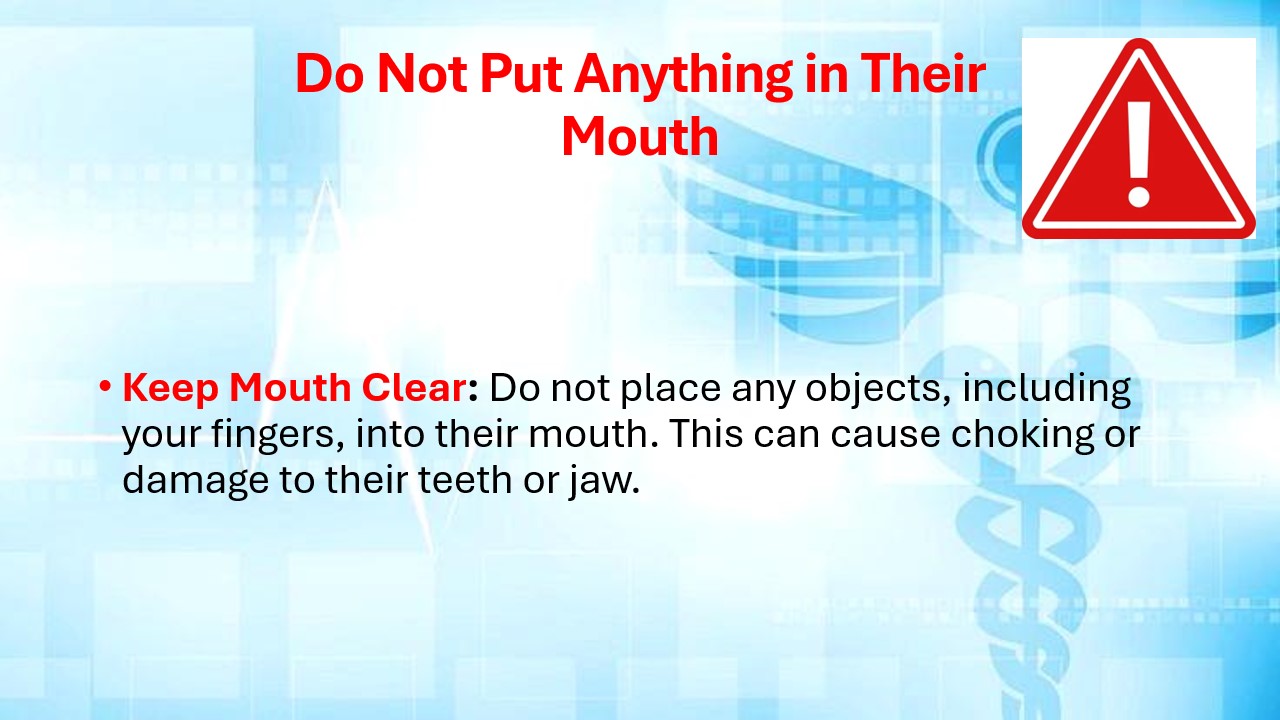 Do Not Put Anything in Their
Mouth
• Keep Mouth Clear: Do not place any objects, including
your fingers, into their mouth. This can cause choking or
damage to their teeth or jaw.